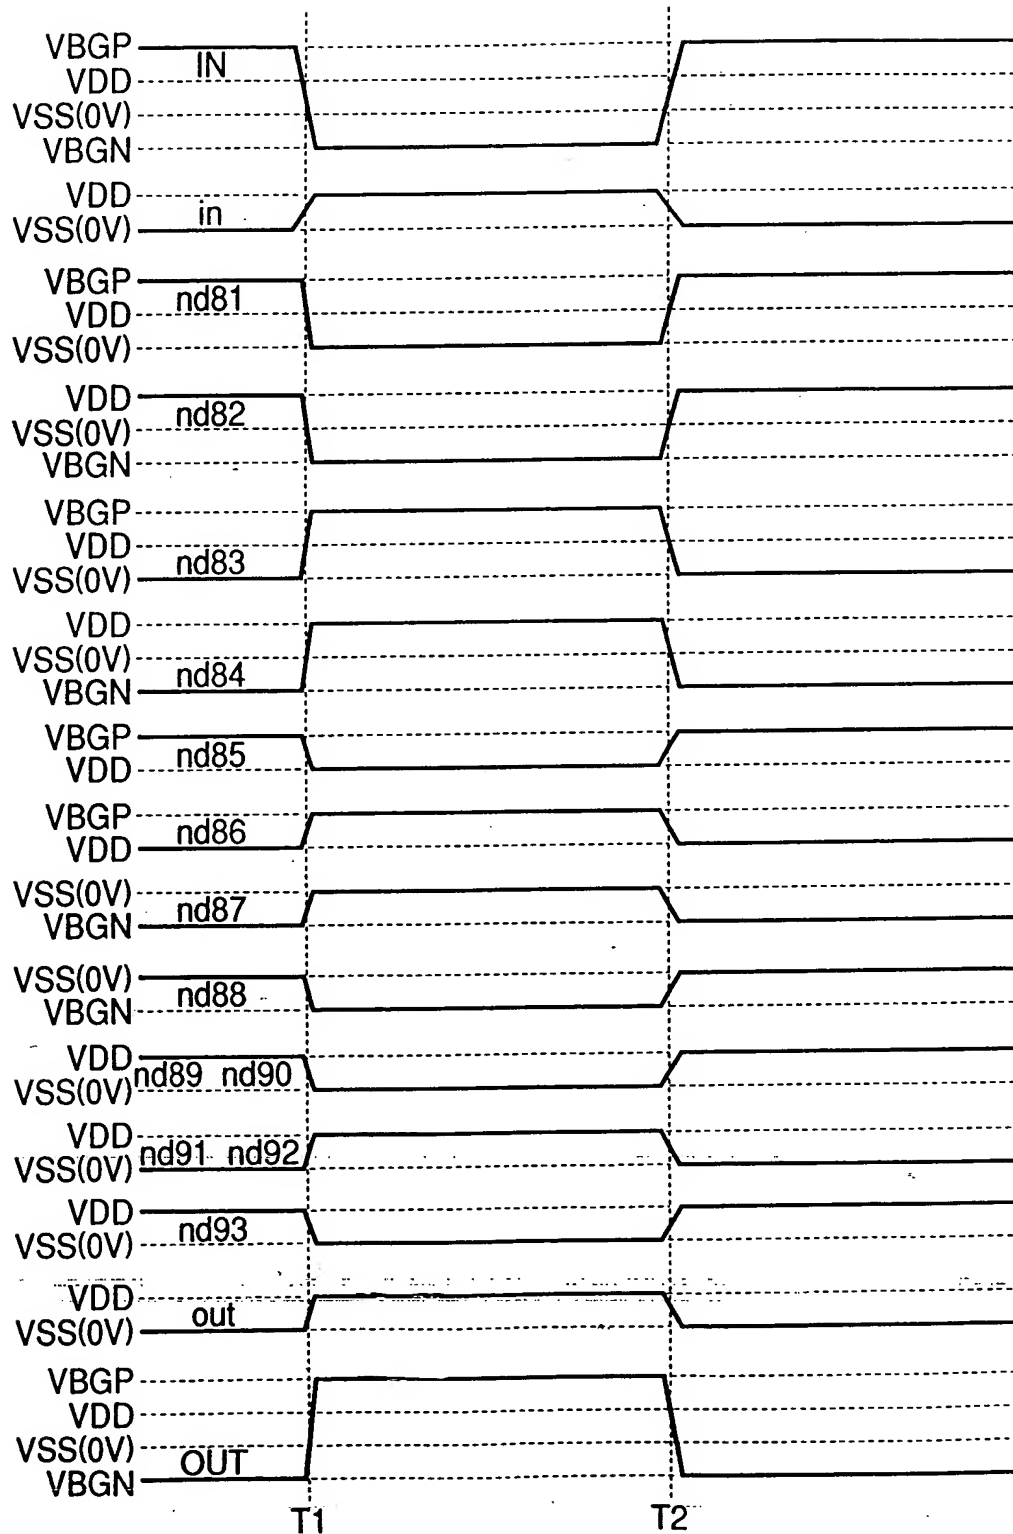 VBGP
IN
VDD
VSS(0V)
VBGN
VDD
in
VSS(0V)
VBGP
nd81
VDD
VSS(0V)
VDD
nd82
VSS(0V)
VBGN
VBGP
VDD
nd83
VSS(0V)
VDD
VSS(0V)
nd84
VBGN
VBGP
nd85
VDD
VBGP
nd86
VDD
VSS(0V)
nd87
VBGN
VSS(0V)
nd88
VBGN
VDD
nd89 nd90
VSS(0V)
VDD
nd91 nd92
VSS(0V)
VDD
nd93
VSS(0V)
VDD
out
VSS(0V)
VBGP
VDD
VSS(0V)
OUT
VBGN
T1 T2